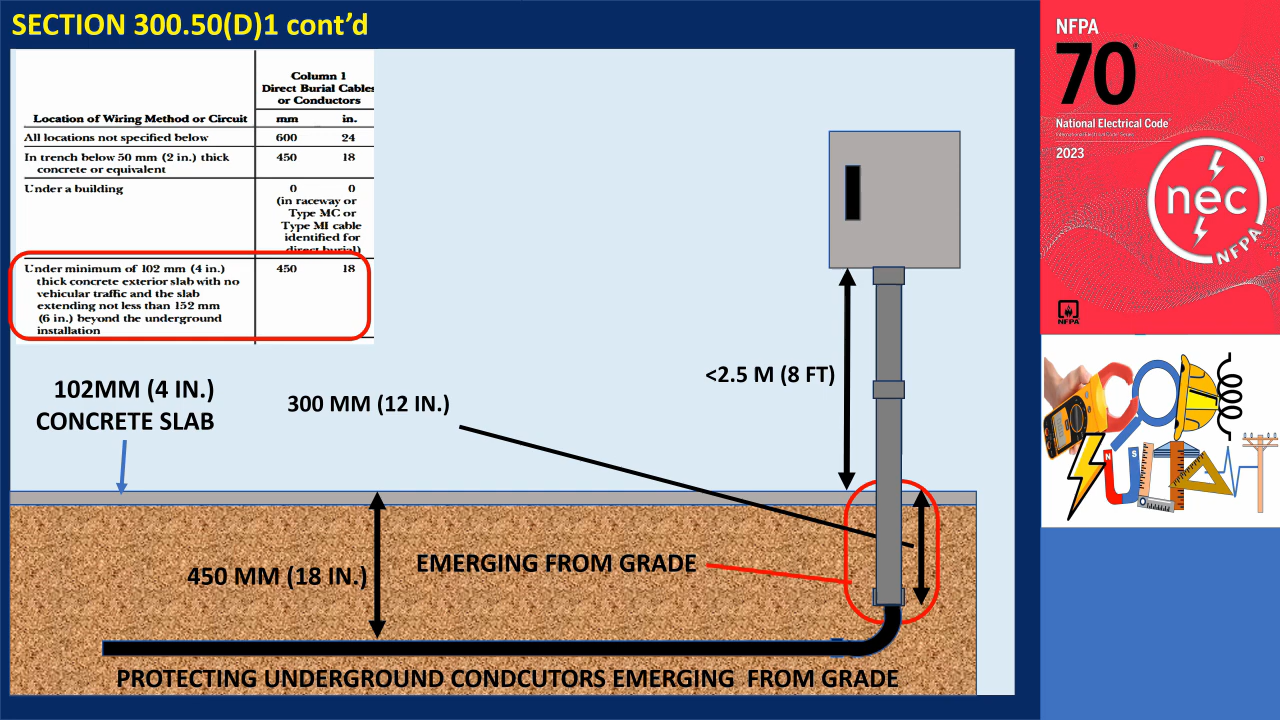 SECTION 300.50(D)1 cont’d
Column 1
Direct Burial Cables
or Conductors
Location of Wiring Method or Circuit mm in.
All locations not specified below 600 24
In trench below 50 mm (2 in.) thick 450 18
concrete or equivalent
Under a building 0 0
(in raceway or
Type MC or
Type MI cable
identified for
direct burial)
Under minimum of 102 mm (4 in.) 450 18
thick concrete exterior slab with no
vehicular traffic and the slab
extending not less than 152 mm
(6 in.) beyond the underground
installation
102MM (4 IN.)
CONCRETE SLAB
300 MM (12 IN.)
<2.5 M (8 FT)
450 MM (18 IN.)
EMERGING FROM GRADE
PROTECTING UNDERGROUND CONDCUTORS EMERGING FROM GRADE
NFPA
70®
National Electrical Code®
International Electrical Code® Series
2023
nec®
NFPA
NFPA
N S